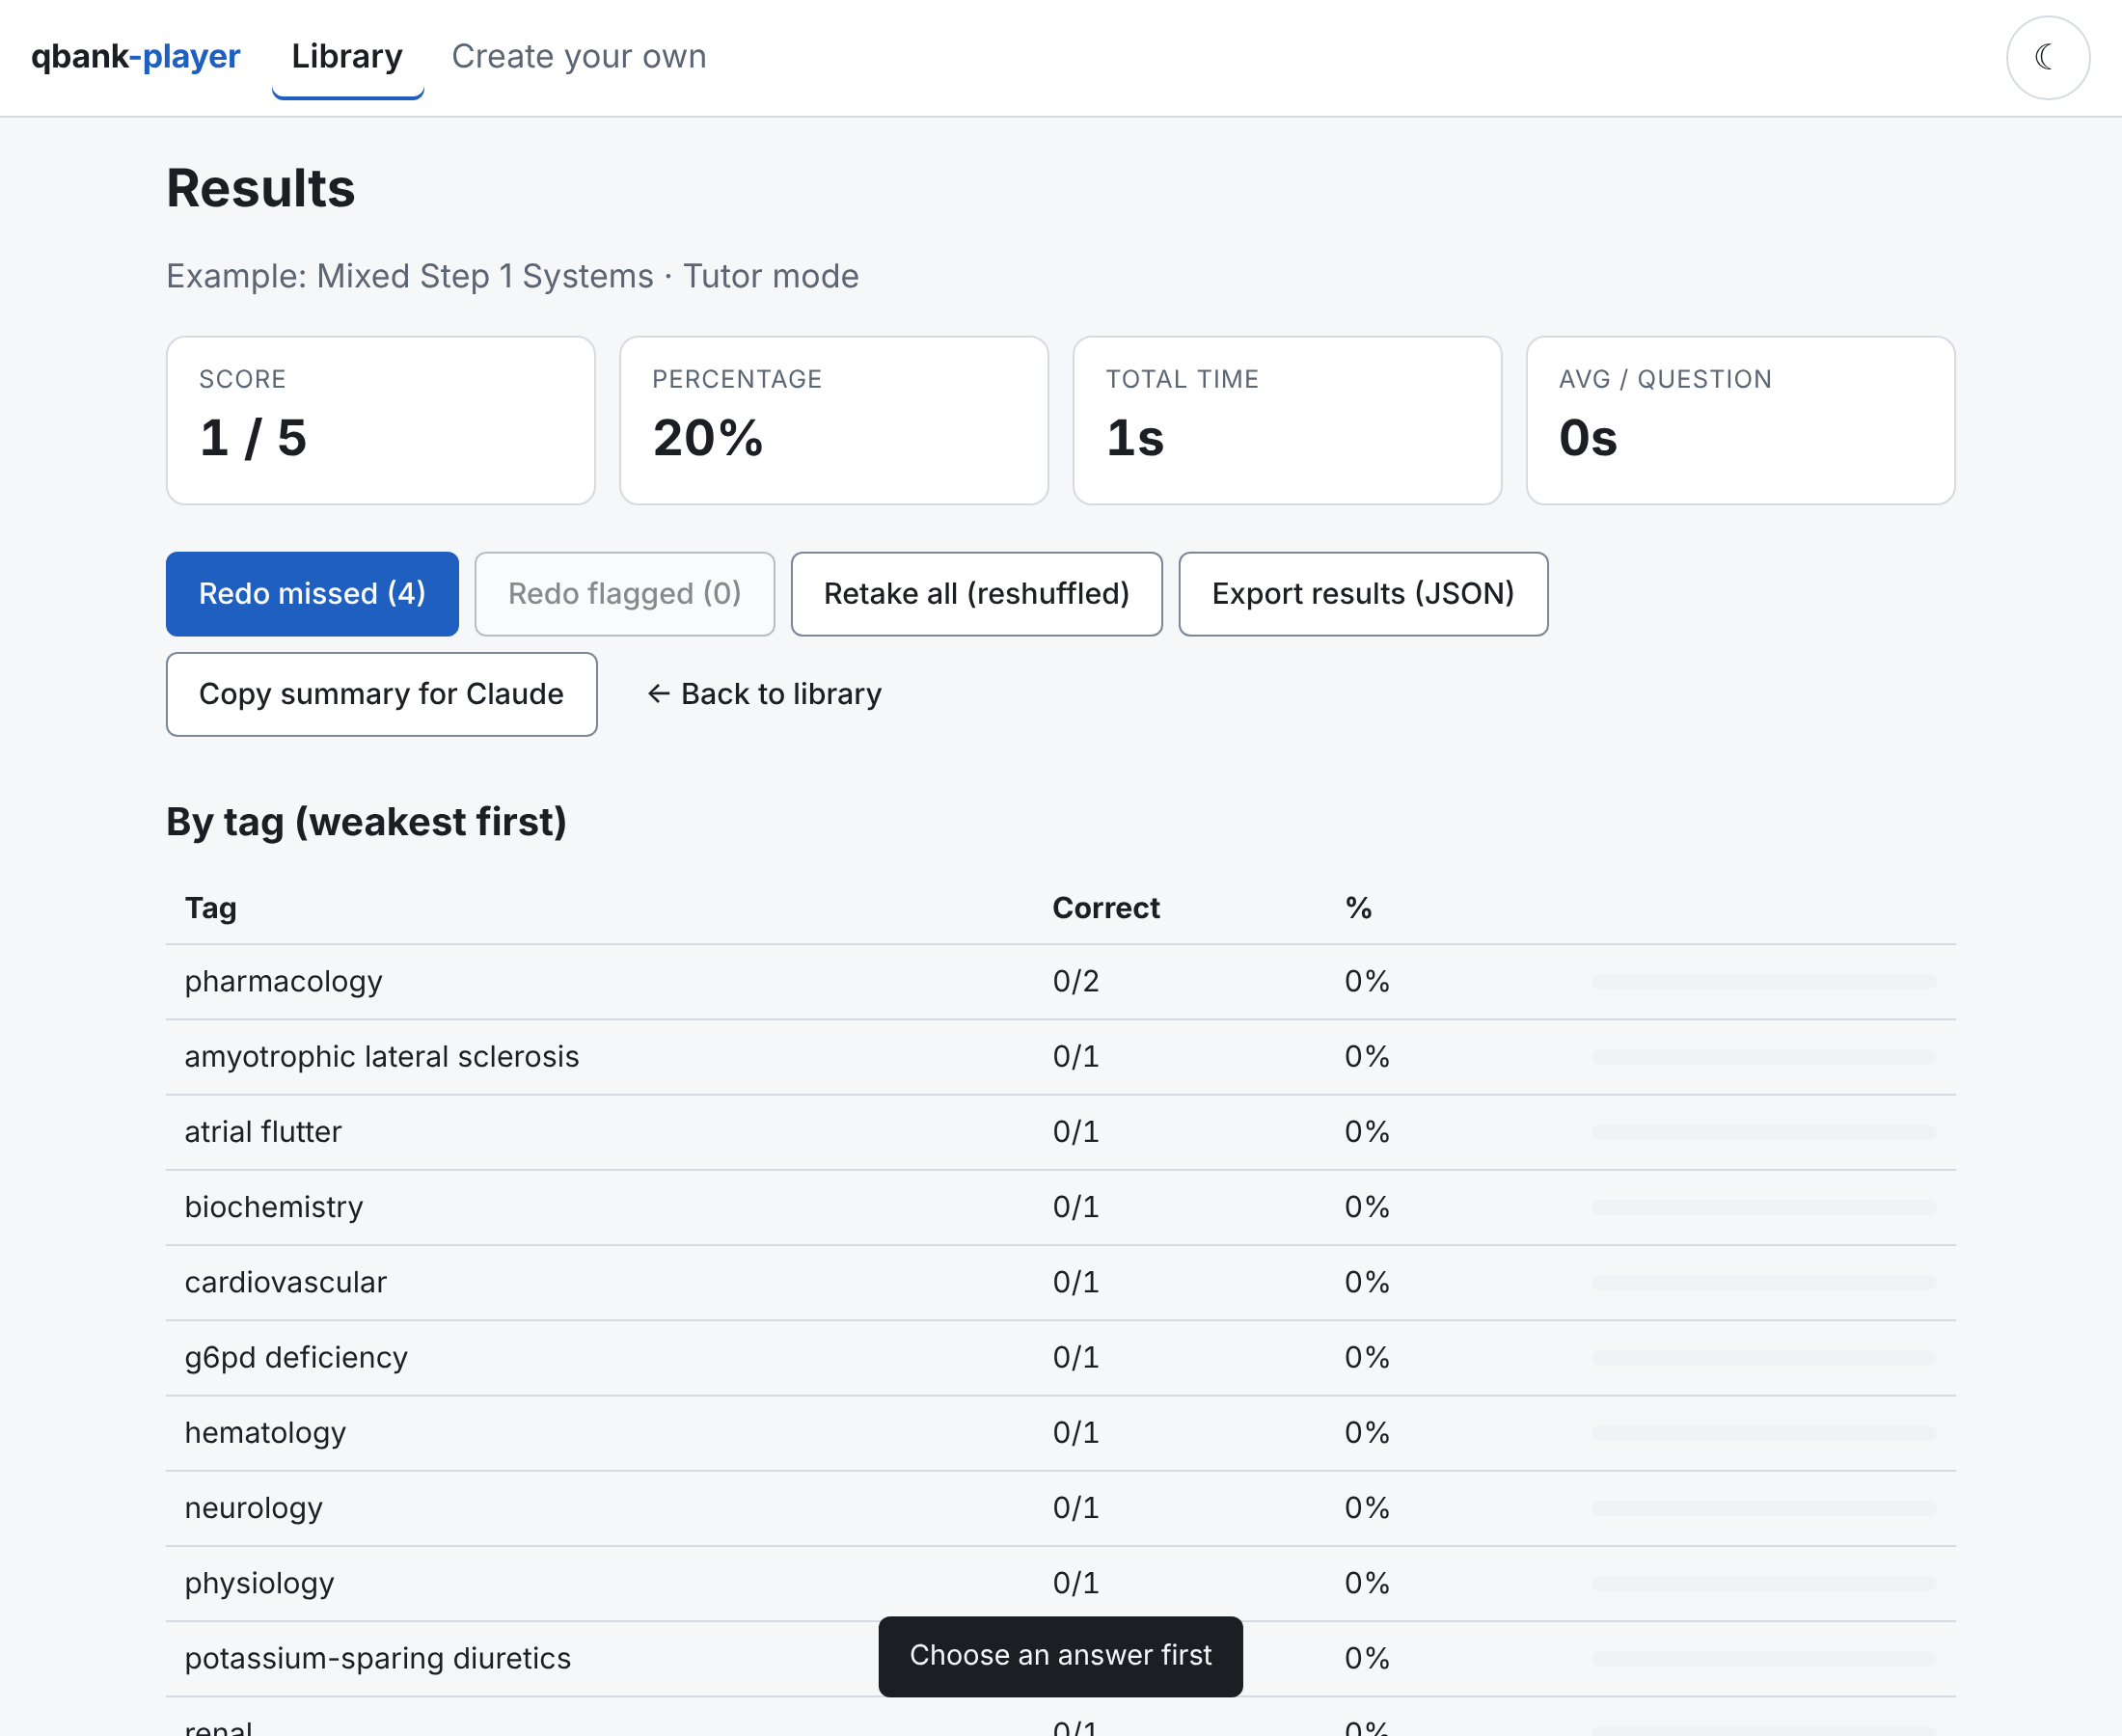 qbank-player Library Create your own
Results
Example: Mixed Step 1 Systems · Tutor mode
SCORE PERCENTAGE TOTAL TIME AVG / QUESTION
1 / 5 20% 1s 0s
Redo missed (4) Redo flagged (0) Retake all (reshuffled) Export results (JSON)
Copy summary for Claude ← Back to library
By tag (weakest first)
Tag Correct %
pharmacology 0/2 0%
amyotrophic lateral sclerosis 0/1 0%
atrial flutter 0/1 0%
biochemistry 0/1 0%
cardiovascular 0/1 0%
g6pd deficiency 0/1 0%
hematology 0/1 0%
neurology 0/1 0%
physiology 0/1 0%
potassium-sparing diuretics Choose an answer first 0%
renal 0/1 0%